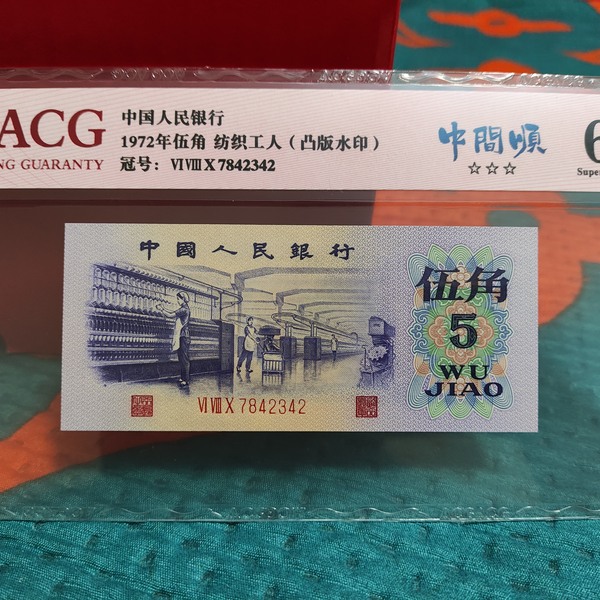 ACG
NG GUARANTY
中国人民银行
1972年伍角 纺织工人（凸版水印）
冠号： VI VIII X 7842342
中間順
☆☆☆
6
Super
中國人民銀行
伍角
5
WU
JIAO
VI VIII X 7842342